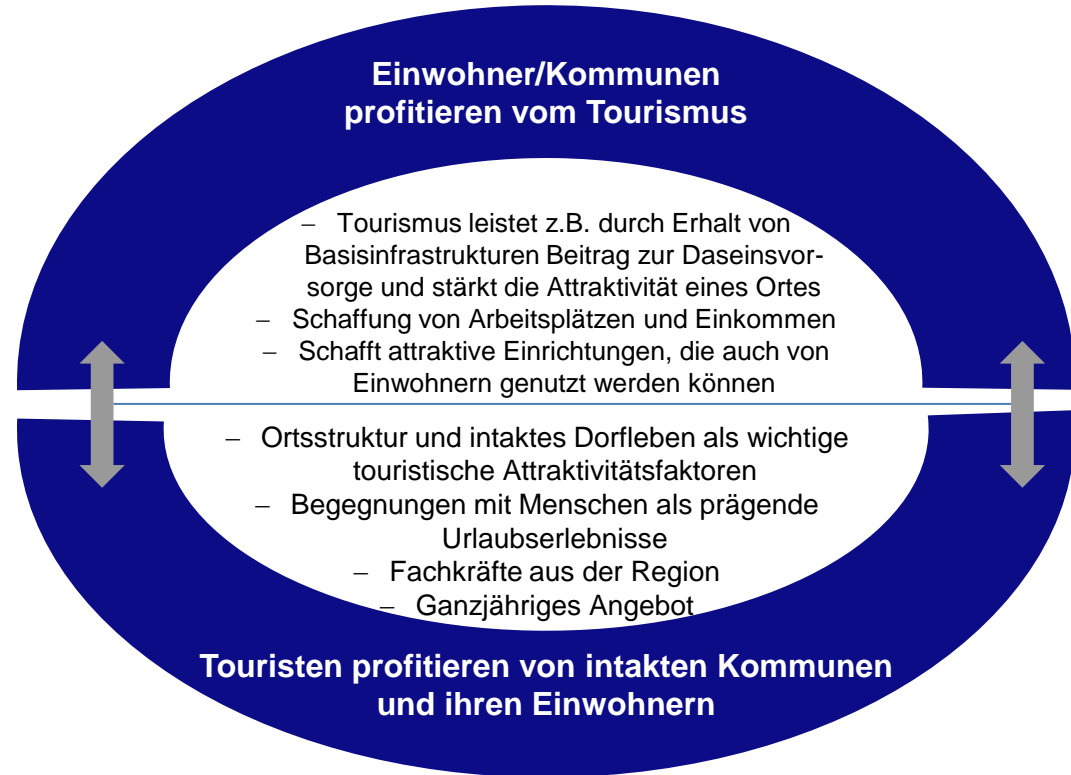 Einwohner/Kommunen
profitieren vom Tourismus
– Tourismus leistet z.B. durch Erhalt von
Basisinfrastrukturen Beitrag zur Daseinsvor-
sorge und stärkt die Attraktivität eines Ortes
– Schaffung von Arbeitsplätzen und Einkommen
– Schafft attraktive Einrichtungen, die auch von
Einwohnern genutzt werden können
– Ortsstruktur und intaktes Dorfleben als wichtige
touristische Attraktivitätsfaktoren
– Begegnungen mit Menschen als prägende
Urlaubserlebnisse
– Fachkräfte aus der Region
– Ganzjähriges Angebot
Touristen profitieren von intakten Kommunen
und ihren Einwohnern